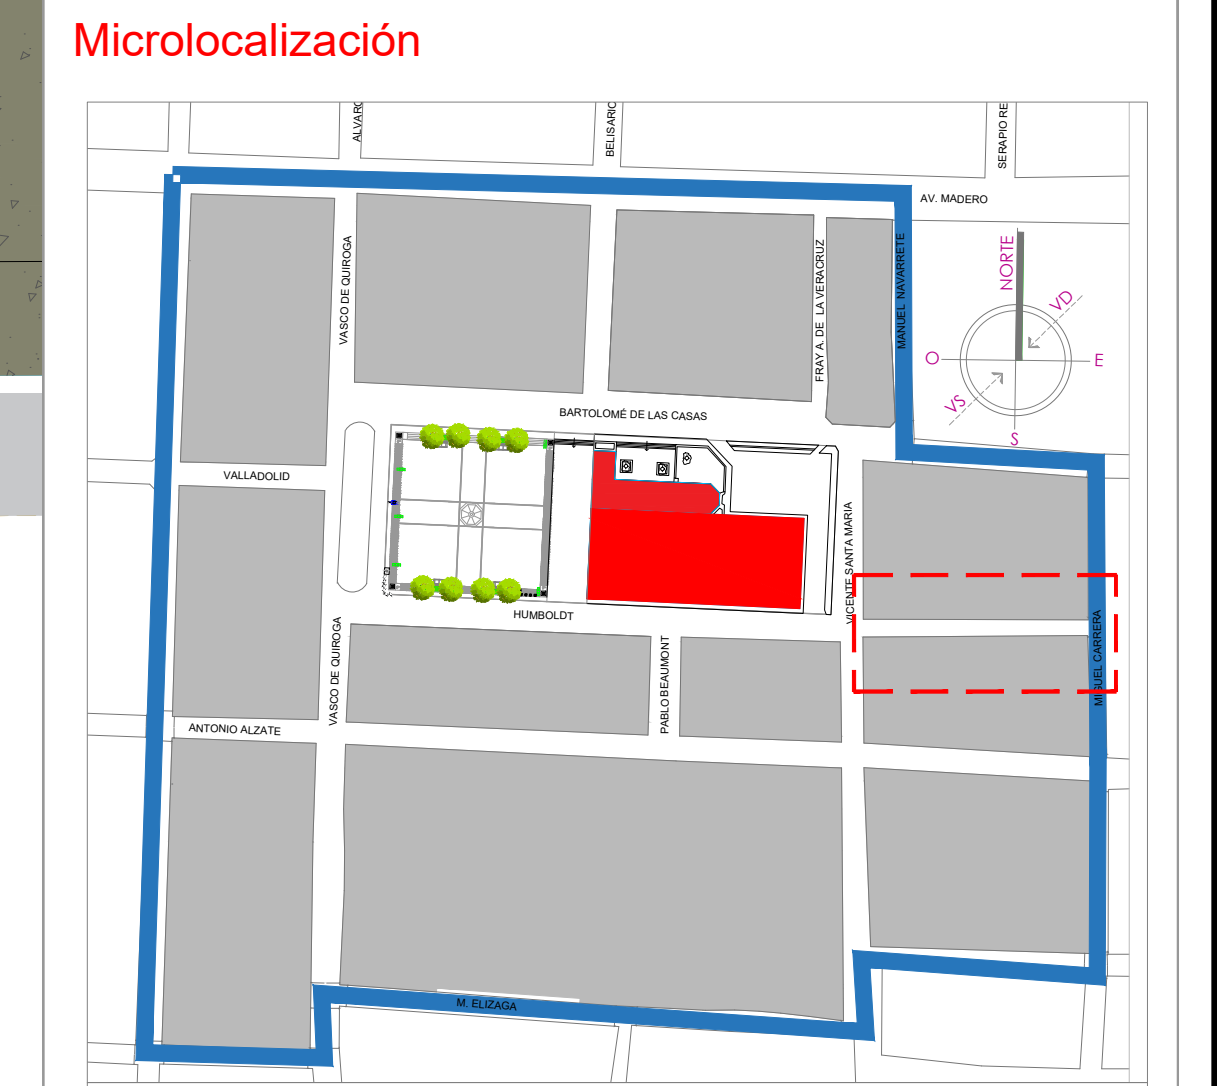 Microlocalización
ALVARO
BELISARIO
SERAPIO RE
AV. MADERO
VASCO DE QUIROGA
FRAY A. DE LA VERACRUZ
MANUEL NAVARRETE
NORTE
VD
O
E
VS
S
BARTOLOMÉ DE LAS CASAS
VALLADOLID
VICENTE SANTA MARIA
HUMBOLDT
VASCO DE QUIROGA
PABLO BEAUMONT
MIGUEL CARRERA
ANTONIO ALZATE
M. ELIZAGA